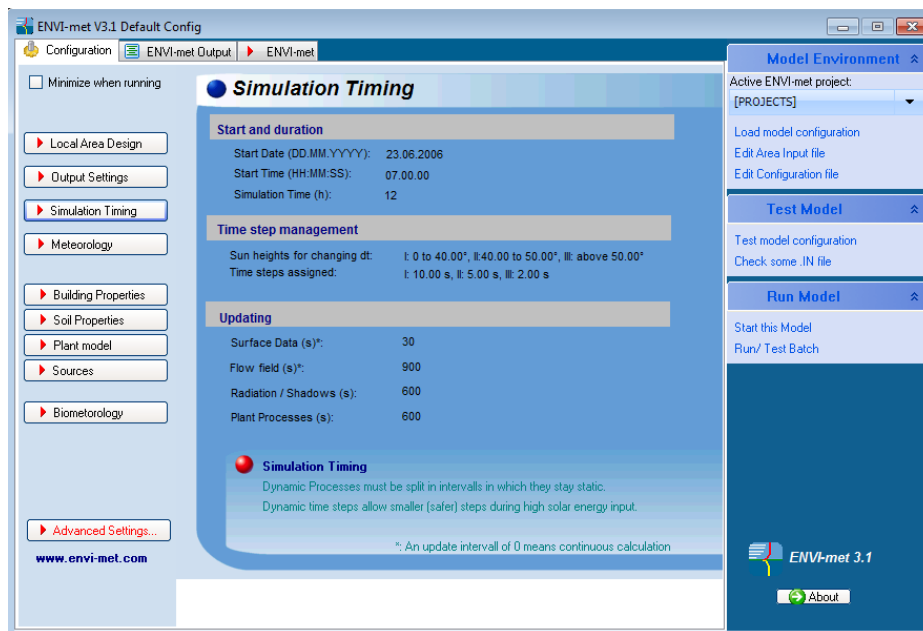 ENVI-met V3.1 Default Config
Configuration
ENVI-met Output
ENVI-met
Minimize when running
Local Area Design
Output Settings
Simulation Timing
Meteorology
Building Properties
Soil Properties
Plant model
Sources
Biometorology
Advanced Settings...
www.envi-met.com
Simulation Timing
Start and duration
Start Date (DD.MM.YYYY): 23.06.2006
Start Time (HH:MM:SS): 07.00.00
Simulation Time (h): 12
Time step management
Sun heights for changing dt: I: 0 to 40.00°, II:40.00 to 50.00°, III: above 50.00°
Time steps assigned: I: 10.00 s, II: 5.00 s, III: 2.00 s
Updating
Surface Data (s)*: 30
Flow field (s)*: 900
Radiation / Shadows (s): 600
Plant Processes (s): 600
Simulation Timing
Dynamic Processes must be split in intervals in which they stay static.
Dynamic time steps allow smaller (safer) steps during high solar energy input.
*: An update intervall of 0 means continuous calculation
Model Environment
Active ENVI-met project:
[PROJECTS]
Load model configuration
Edit Area Input file
Edit Configuration file
Test Model
Test model configuration
Check some .IN file
Run Model
Start this Model
Run/ Test Batch
ENVI-met 3.1
About